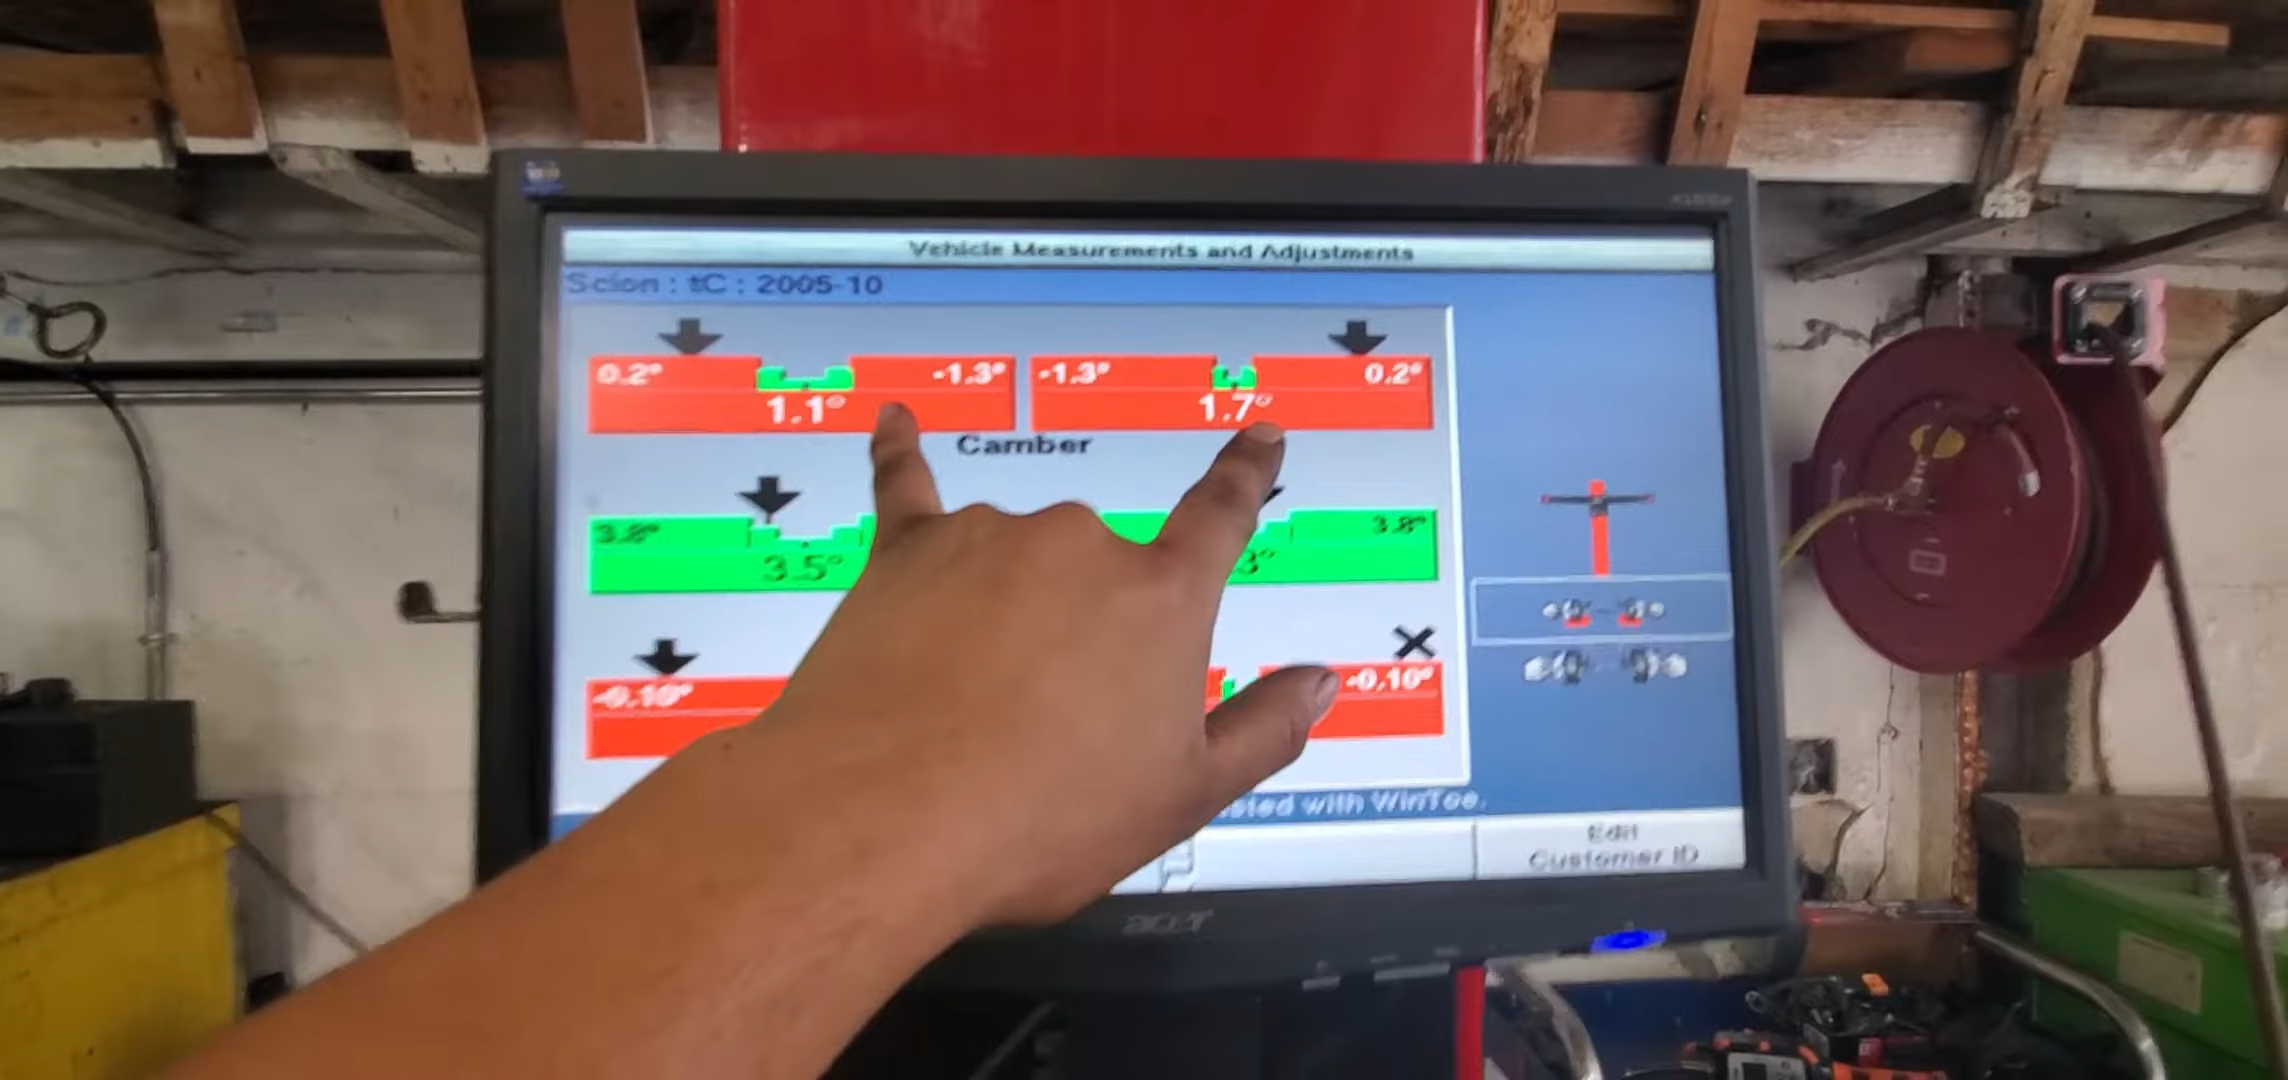 Vehicle Measurements and Adjustments
Scion : tC : 2005-10
0.2° -1.3° -1.3° 0.2°
1.1° 1.7°
Camber
3.8° 3.8°
3.5° 3°
-0.10° -0.10°
with WinToe.
Edit
Customer ID
acer